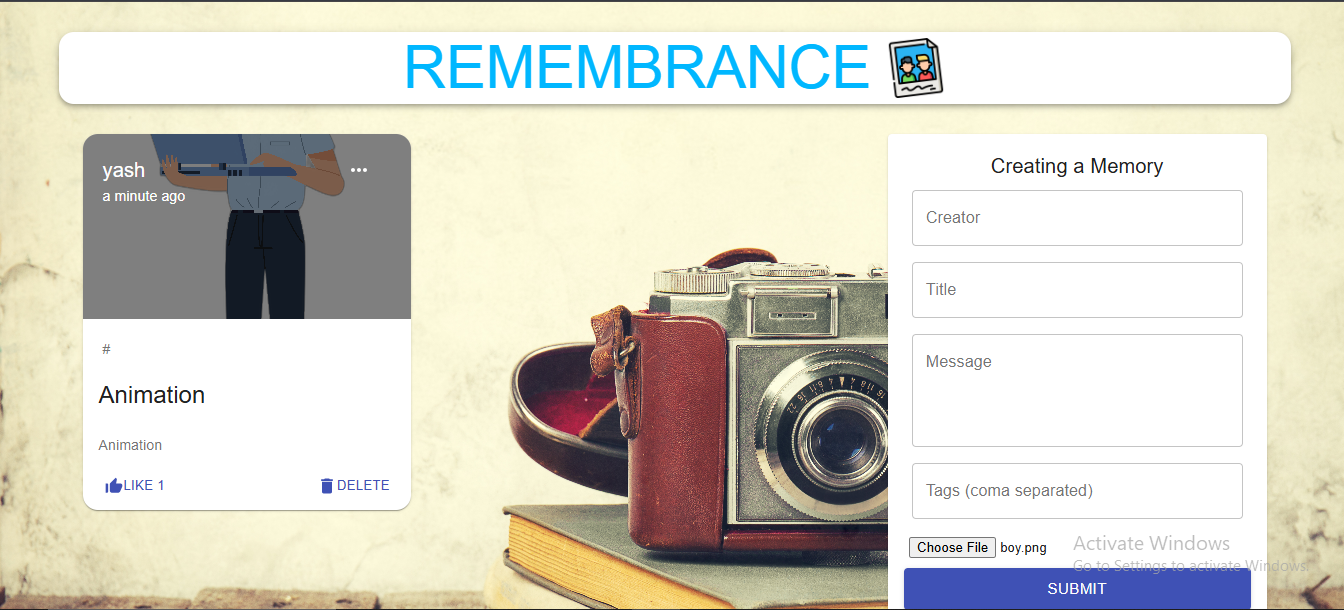 REMEMBRANCE
yash
•••
a minute ago
#
Animation
Animation
LIKE 1
DELETE
Creating a Memory
Creator
Title
Message
Tags (coma separated)
Choose File boy.png
Activate Windows
Go to Settings to activate Windows.
SUBMIT